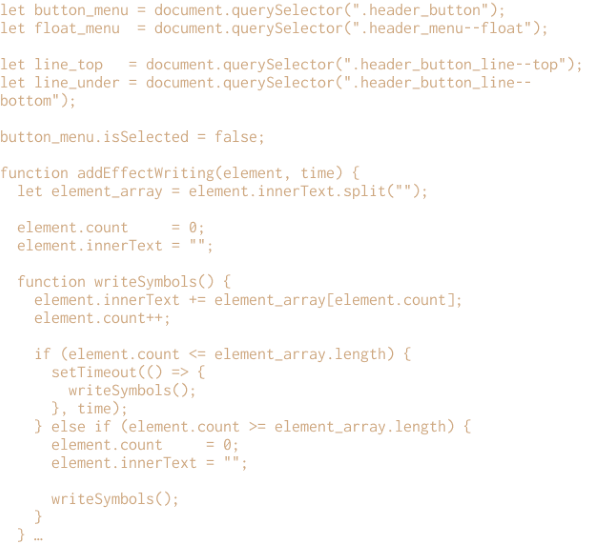 let button_menu = document.querySelector(".header_button");
let float_menu  = document.querySelector(".header_menu--float");

let line_top   = document.querySelector(".header_button_line--top");
let line_under = document.querySelector(".header_button_line--
bottom");

button_menu.isSelected = false;

function addEffectWriting(element, time) {
  let element_array = element.innerText.split("");

  element.count     = 0;
  element.innerText = "";

  function writeSymbols() {
    element.innerText += element_array[element.count];
    element.count++;

    if (element.count <= element_array.length) {
      setTimeout(() => {
        writeSymbols();
      }, time);
    } else if (element.count >= element_array.length) {
      element.count     = 0;
      element.innerText = "";

      writeSymbols();
    }
  } …